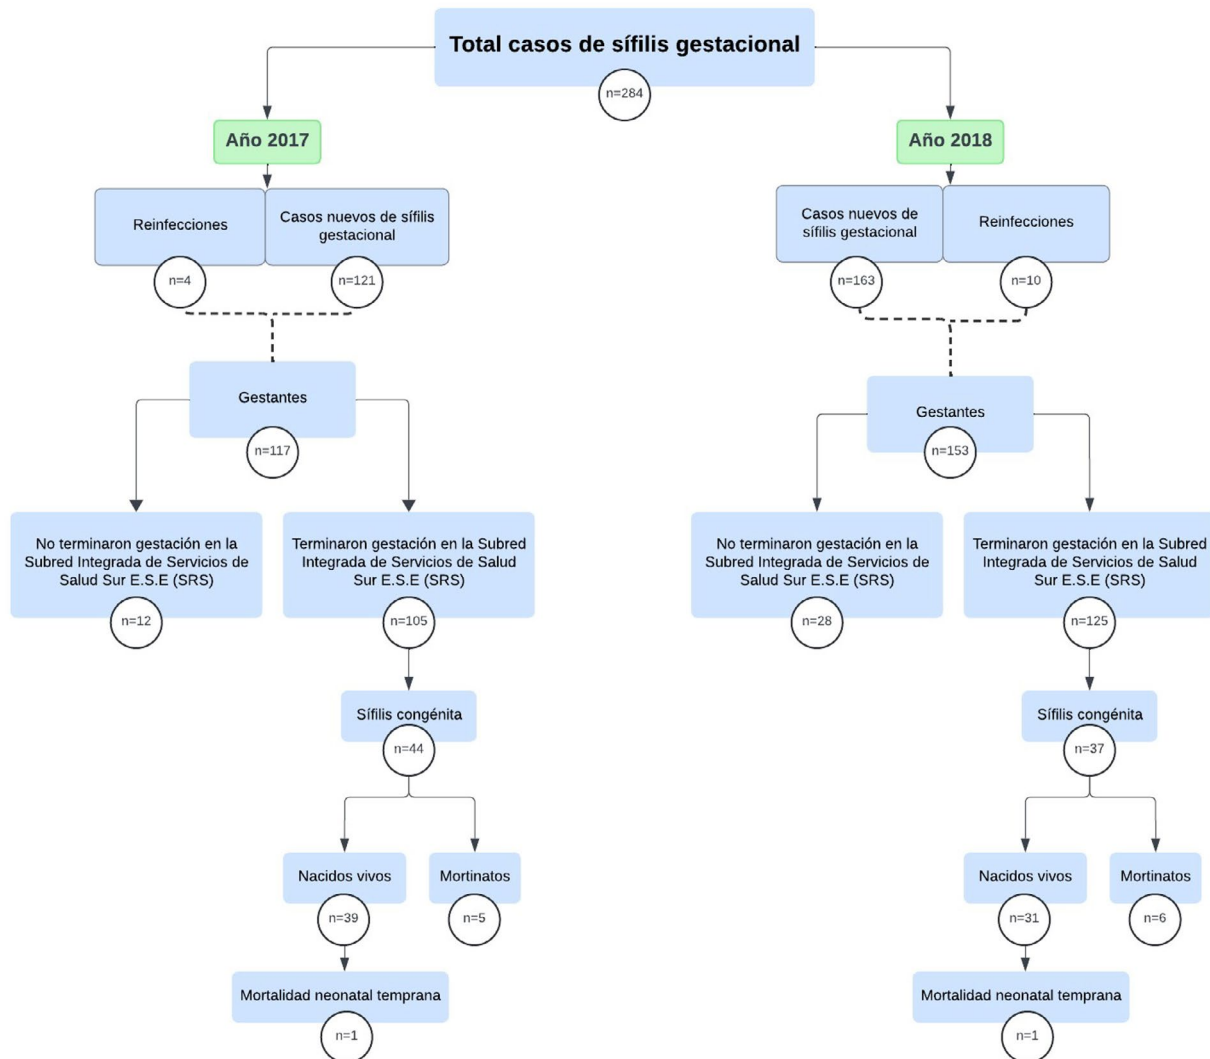 Total casos de sífilis gestacional
n=284
Año 2017
Reinfecciones
n=4
Casos nuevos de sífilis
gestacional
n=121
Gestantes
n=117
No terminaron gestación en la
Subred Integrada de Servicios de
Salud Sur E.S.E (SRS)
n=12
Terminaron gestación en la Subred
Integrada de Servicios de Salud
Sur E.S.E (SRS)
n=105
Sífilis congénita
n=44
Nacidos vivos
n=39
Mortinatos
n=5
Mortalidad neonatal temprana
n=1
Año 2018
Casos nuevos de
sífilis gestacional
n=163
Reinfecciones
n=10
Gestantes
n=153
No terminaron gestación en la
Subred Integrada de Servicios de
Salud Sur E.S.E (SRS)
n=28
Terminaron gestación en la Subred
Integrada de Servicios de Salud
Sur E.S.E (SRS)
n=125
Sífilis congénita
n=37
Nacidos vivos
n=31
Mortinatos
n=6
Mortalidad neonatal temprana
n=1